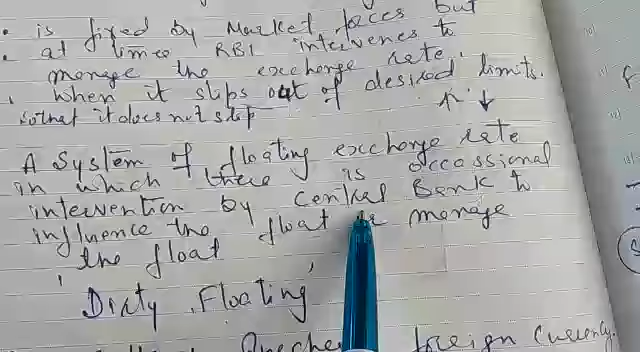 is fixed by Market forces but
at times RBI intervenes to
manage the exchange rate.
when it slips out of desired limits.
so that it does not slip
A System of floating exchange rate
in which there is occassional
intervention by central Bank to
influence the float or manage
the float
' Dirty Floating '
foreign Currency.